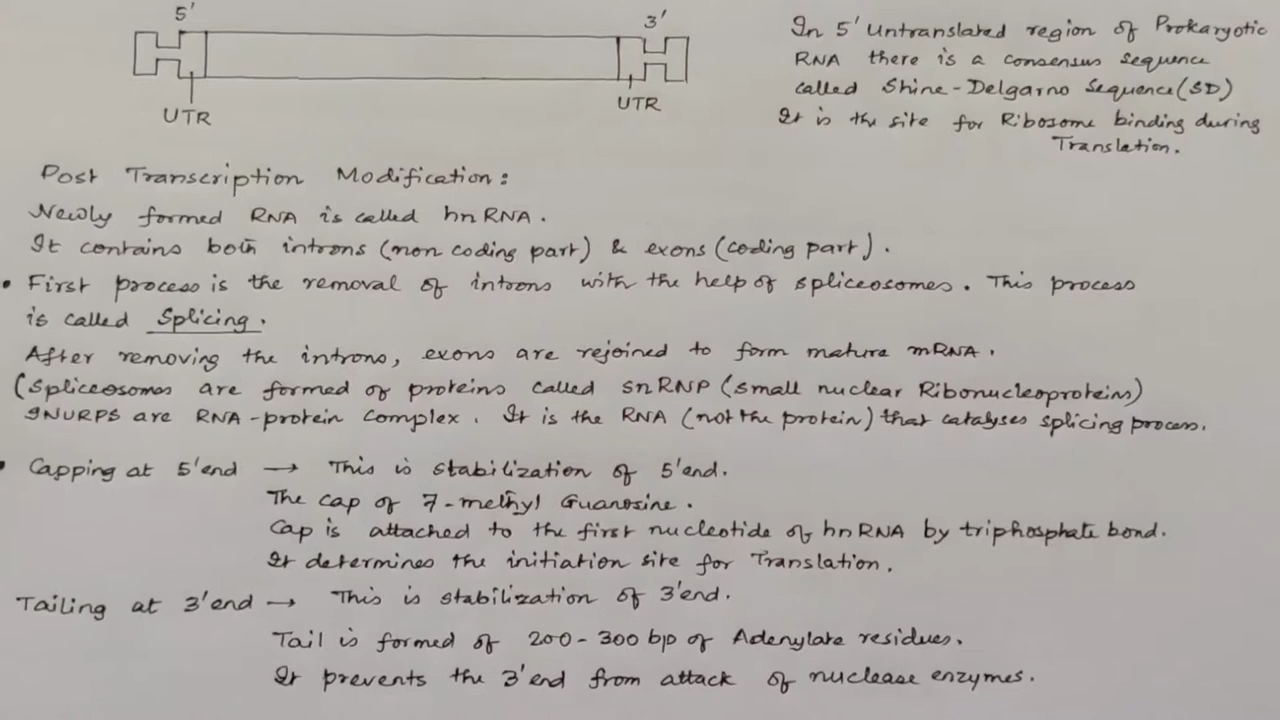 5'
3'
UTR
UTR
In 5' Untranslated region of Prokaryotic
RNA there is a consensus sequence
called Shine-Delgarno Sequence (SD)
It is the site for Ribosome binding during
Translation.
Post Transcription Modification:
Newly formed RNA is called hnRNA.
It contains both introns (non coding part) & exons (coding part).
• First process is the removal of introns with the help of spliceosomes. This process
is called Splicing.
After removing the introns, exons are rejoined to form mature mRNA.
(Spliceosomes are formed of proteins called snRNP (small nuclear Ribonucleoproteins)
SNURPS are RNA-protein complex. It is the RNA (not the protein) that catalyses splicing process.
• Capping at 5'end → This is stabilization of 5'end.
The cap of 7-methyl Guanosine.
Cap is attached to the first nucleotide of hnRNA by triphosphate bond.
It determines the initiation site for Translation.
Tailing at 3'end → This is stabilization of 3'end.
Tail is formed of 200-300 bp of Adenylate residues.
It prevents the 3'end from attack of nuclease enzymes.